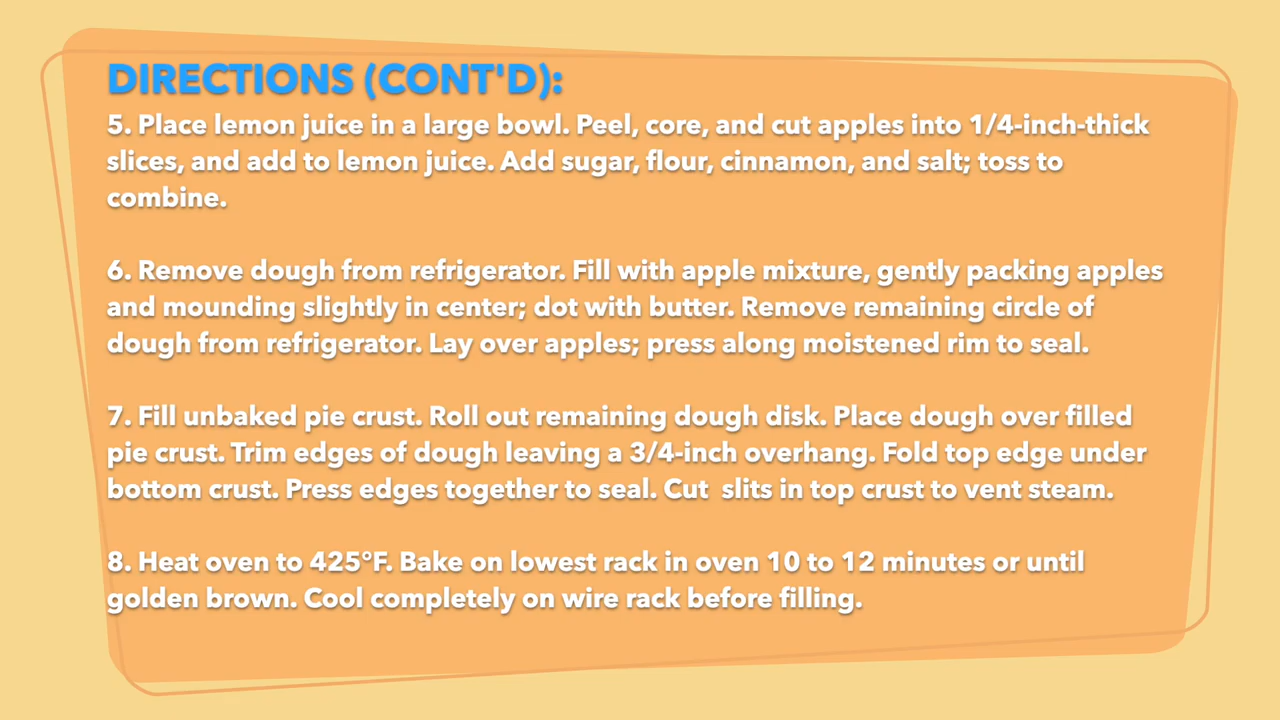 DIRECTIONS (CONT'D):
5. Place lemon juice in a large bowl. Peel, core, and cut apples into 1/4-inch-thick
slices, and add to lemon juice. Add sugar, flour, cinnamon, and salt; toss to
combine.
6. Remove dough from refrigerator. Fill with apple mixture, gently packing apples
and mounding slightly in center; dot with butter. Remove remaining circle of
dough from refrigerator. Lay over apples; press along moistened rim to seal.
7. Fill unbaked pie crust. Roll out remaining dough disk. Place dough over filled
pie crust. Trim edges of dough leaving a 3/4-inch overhang. Fold top edge under
bottom crust. Press edges together to seal. Cut  slits in top crust to vent steam.
8. Heat oven to 425°F. Bake on lowest rack in oven 10 to 12 minutes or until
golden brown. Cool completely on wire rack before filling.